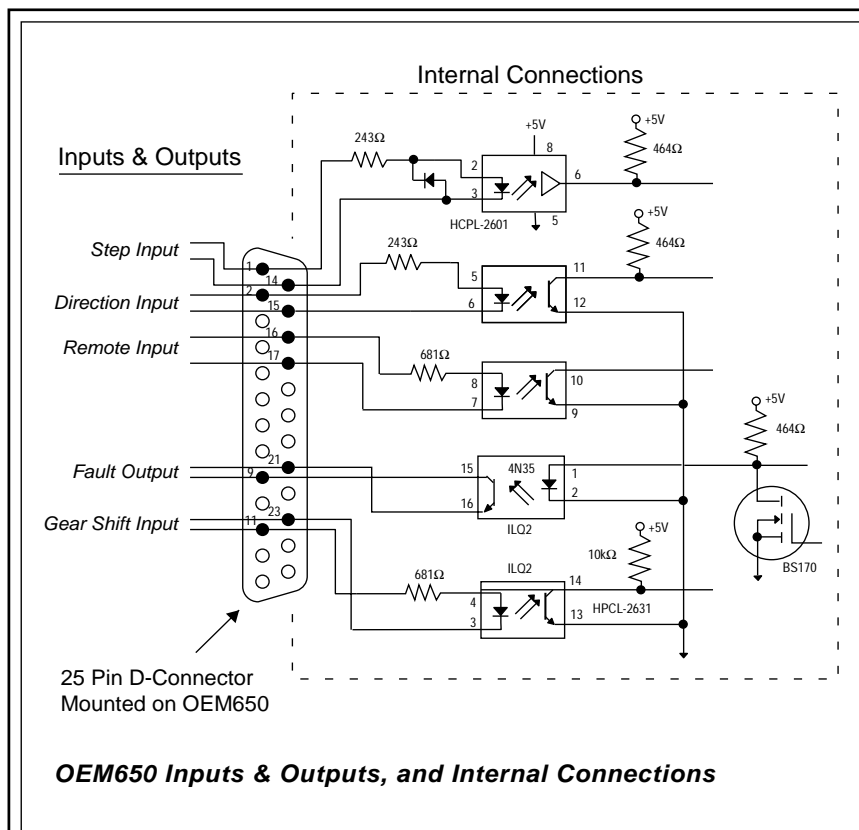 Internal Connections
Inputs & Outputs
+5V
+5V
243Ω
8
464Ω
2
6
3
HCPL-2601
5
+5V
Step Input
243Ω
464Ω
1
14
5
11
2
Direction Input
6
12
15
16
Remote Input
17
681Ω
8
10
7
9
+5V
464Ω
21
Fault Output
15
4N35
1
9
16
2
23
ILQ2
Gear Shift Input
11
+5V
ILQ2
10kΩ
BS170
681Ω
14
4
HPCL-2631
3
13
25 Pin D-Connector
Mounted on OEM650
OEM650 Inputs & Outputs, and Internal Connections